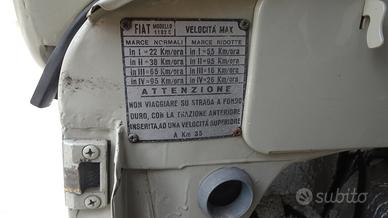 FIAT MODELLO 1102 C VELOCITÀ MAX
MARCE NORMALI MARCE RIDOTTE
in I =22 Km/ora in I =55 Km/ora
in II =38 Km/ora in II =95 Km/ora
in III =65 Km/ora in III =16 Km/ora
in IV =95 Km/ora in IV =26 Km/ora
ATTENZIONE
NON VIAGGIARE SU STRADA A FONDO
DURO, CON LA TRAZIONE ANTERIORE
INSERITA, AD UNA VELOCITÀ SUPERIORE
A Km 35
subito